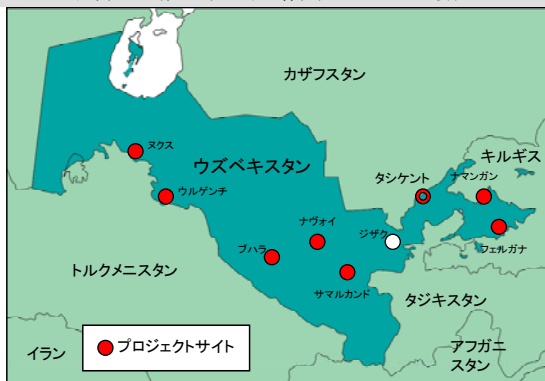 カザフスタン
ヌクス
ウズベキスタン
キルギス
タシケント
ナマンガン
ウルゲンチ
ナヴォイ
ジザク
フェルガナ
ブハラ
トルクメニスタン
サマルカンド
タジキスタン
プロジェクトサイト
イラン
アフガニ
スタン